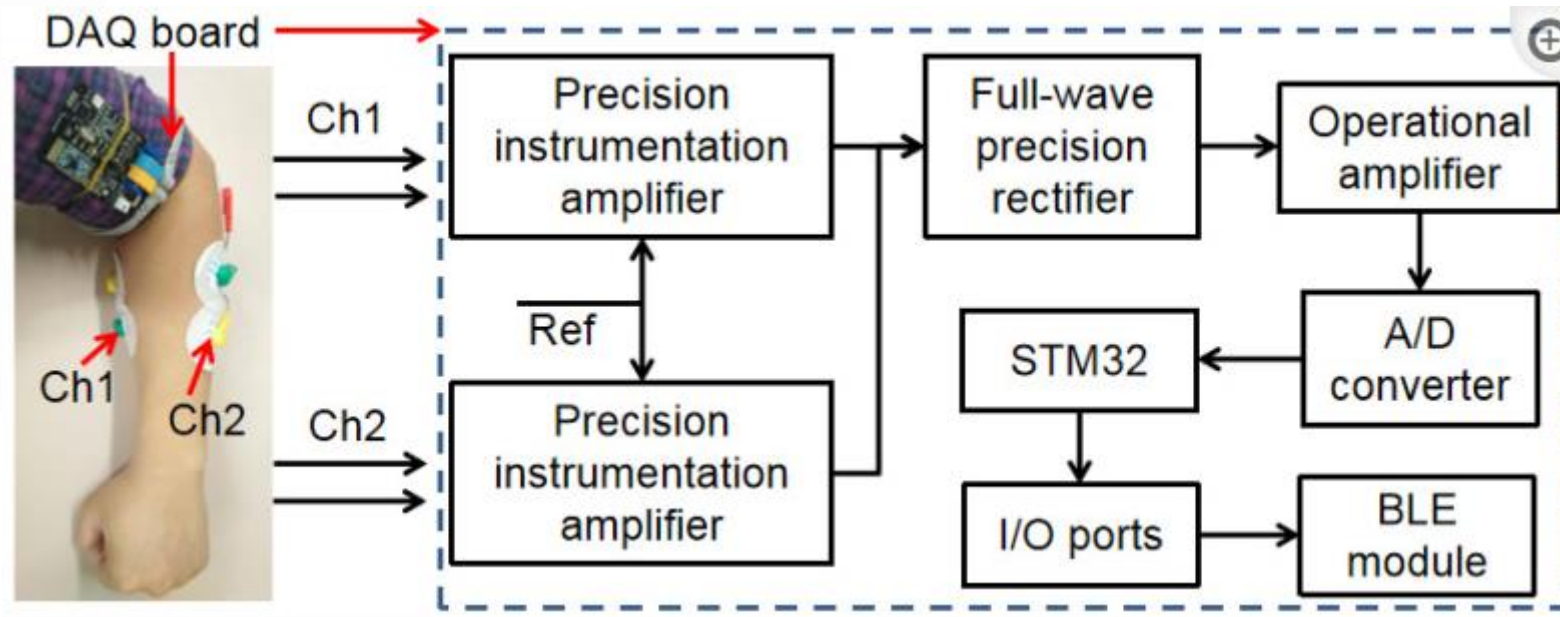 DAQ board
Ch1
Ch2
Ch1
Precision
instrumentation
amplifier
Full-wave
precision
rectifier
Operational
amplifier
Ref
STM32
A/D
converter
Ch2
Precision
instrumentation
amplifier
I/O ports
BLE
module